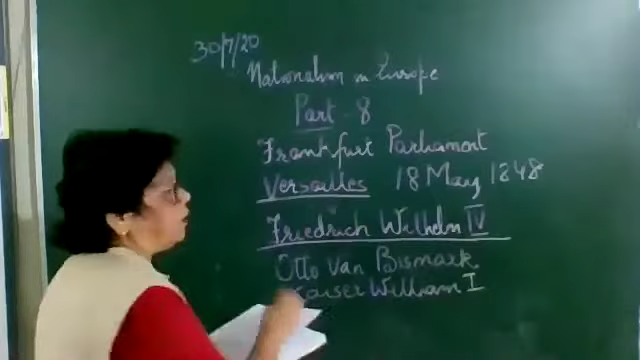 30/7/20
Nationalism in Europe
Part - 8
Frankfurt Parliament
Versailles 18 May 1848
Friedrich Wilhelm IV
Otto Van Bismark
Kaiser William I